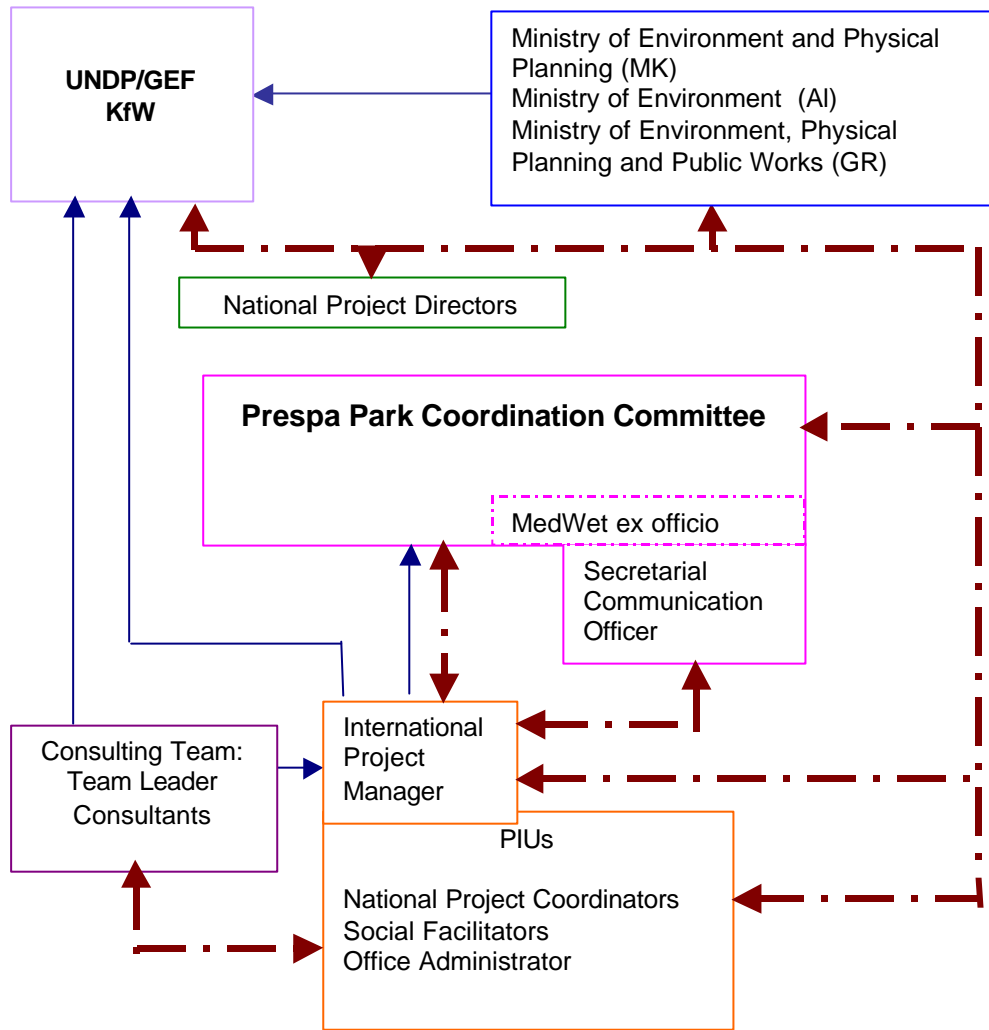 UNDP/GEF
KfW
Ministry of Environment and Physical
Planning (MK)
Ministry of Environment (Al)
Ministry of Environment, Physical
Planning and Public Works (GR)
National Project Directors
Prespa Park Coordination Committee
MedWet ex officio
Secretarial
Communication
Officer
International
Project
Manager
Consulting Team:
Team Leader
Consultants
PIUs
National Project Coordinators
Social Facilitators
Office Administrator